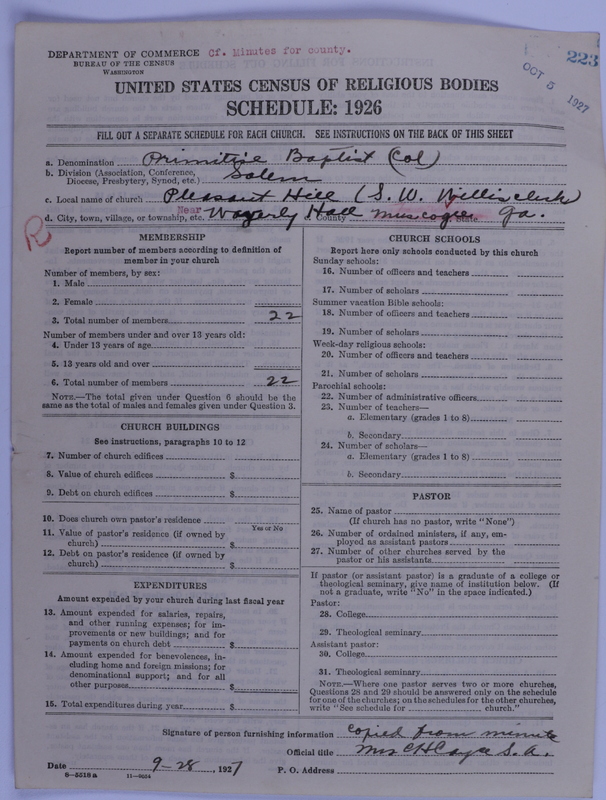 DEPARTMENT OF COMMERCE Cf. Minutes for county.
BUREAU OF THE CENSUS
WASHINGTON
223
OCT 5 1927
UNITED STATES CENSUS OF RELIGIOUS BODIES
SCHEDULE: 1926
FILL OUT A SEPARATE SCHEDULE FOR EACH CHURCH. SEE INSTRUCTIONS ON THE BACK OF THIS SHEET
a. Denomination Primitive Baptist (Col)
b. Division (Association, Conference, Diocese, Presbytery, Synod, etc.) Salem
c. Local name of church Pleasant Hill (S. W. Willis clerk)
d. City, town, village, or township, etc. Near Waverly Hall e. County Muscogee f. State Ga.
R
MEMBERSHIP
Report number of members according to definition of
member in your church
Number of members, by sex:
1. Male
2. Female
3. Total number of members 22
Number of members under and over 13 years old:
4. Under 13 years of age
5. 13 years old and over
6. Total number of members 22
NOTE.—The total given under Question 6 should be the
same as the total of males and females given under Question 3.
CHURCH BUILDINGS
See instructions, paragraphs 10 to 12
7. Number of church edifices
8. Value of church edifices $
9. Debt on church edifices $
10. Does church own pastor's residence
Yes or No
11. Value of pastor's residence (if owned by
church) $
12. Debt on pastor's residence (if owned by
church) $
EXPENDITURES
Amount expended by your church during last fiscal year
13. Amount expended for salaries, repairs,
and other running expenses; for im-
provements or new buildings; and for
payments on church debt $
14. Amount expended for benevolences, in-
cluding home and foreign missions; for
denominational support; and for all
other purposes $
15. Total expenditures during year $
CHURCH SCHOOLS
Report here only schools conducted by this church
Sunday schools:
16. Number of officers and teachers
17. Number of scholars
Summer vacation Bible schools:
18. Number of officers and teachers
19. Number of scholars
Week-day religious schools:
20. Number of officers and teachers
21. Number of scholars
Parochial schools:
22. Number of administrative officers
23. Number of teachers—
a. Elementary (grades 1 to 8)
b. Secondary
24. Number of scholars—
a. Elementary (grades 1 to 8)
b. Secondary
PASTOR
25. Name of pastor
(If church has no pastor, write "None")
26. Number of ordained ministers, if any, em-
ployed as assistant pastors
27. Number of other churches served by the
pastor or his assistants
If pastor (or assistant pastor) is a graduate of a college or
theological seminary, give name of institution below. (If
not a graduate, write "No" in the space indicated.)
Pastor:
28. College
29. Theological seminary
Assistant pastor:
30. College
31. Theological seminary
NOTE.—Where one pastor serves two or more churches,
Questions 28 and 29 should be answered only on the schedule
for one of the churches; on the schedules for the other churches,
write "See schedule for church."
Signature of person furnishing information copied from minute
Official title Mrs C H Cayce S. A.
Date 9-28, 1927 P. O. Address
6-5518 a 11-9514